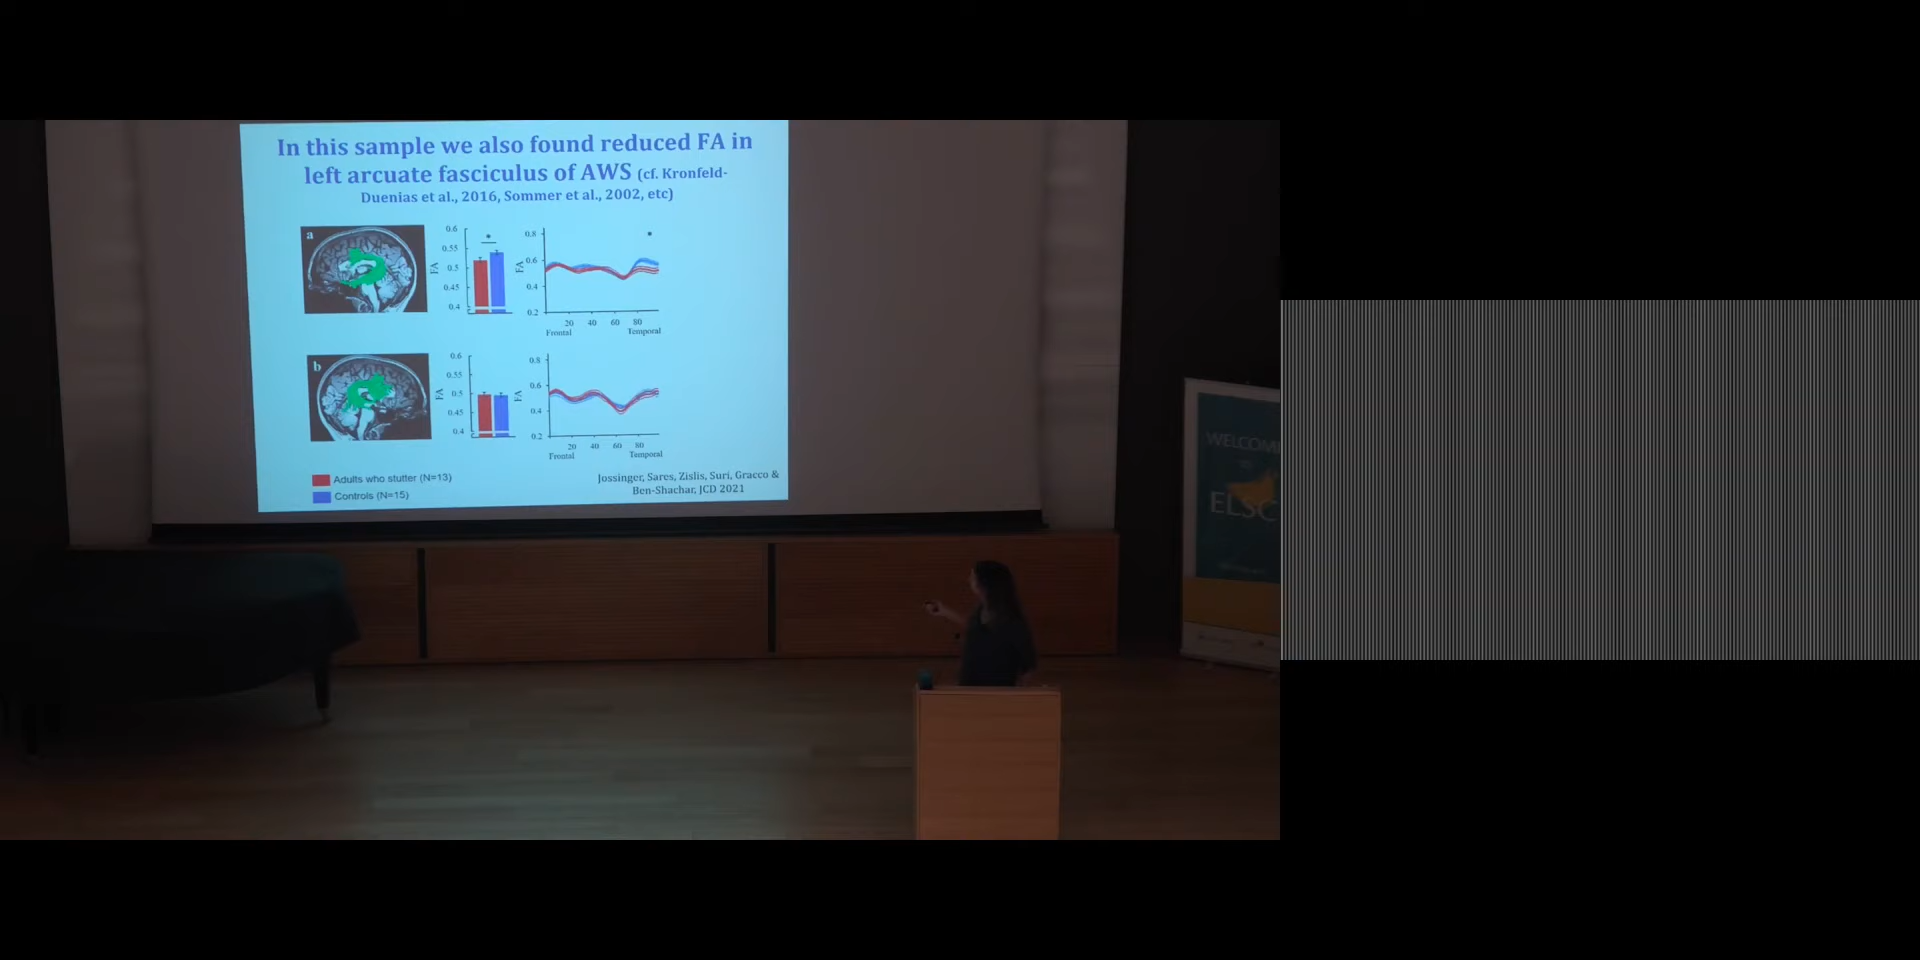 In this sample we also found reduced FA in
left arcuate fasciculus of AWS (cf. Kronfeld-
Duenias et al., 2016, Sommer et al., 2002, etc)
a
0.6
0.55
0.5
0.45
0.4
FA
*
0.8
0.6
0.4
0.2
FA
*
20 40 60 80
Frontal Temporal
b
0.6
0.55
0.5
0.45
0.4
FA
0.8
0.6
0.4
0.2
FA
20 40 60 80
Frontal Temporal
Adults who stutter (N=13)
Controls (N=15)
Jossinger, Sares, Zislis, Suri, Gracco &
Ben-Shachar, JCD 2021
WELCOME
TO
ELSC